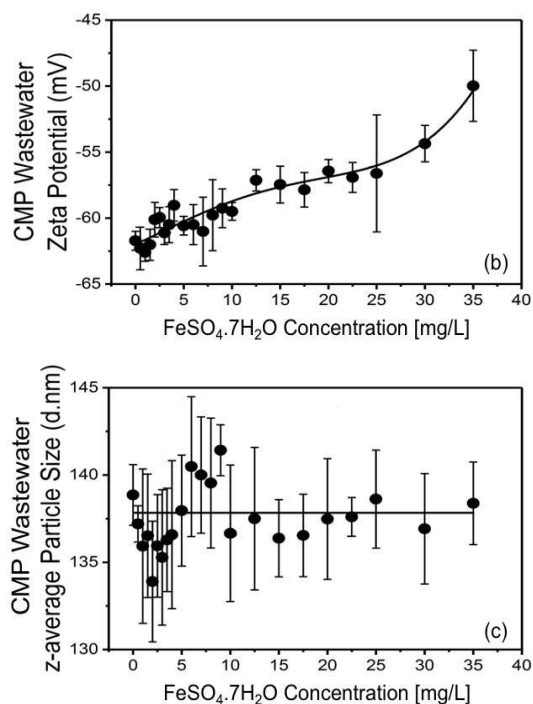 CMP Wastewater
Zeta Potential (mV)
-45
-50
-55
-60
-65
0 5 10 15 20 25 30 35 40
(b)
FeSO₄.7H₂O Concentration [mg/L]
CMP Wastewater
z-average Particle Size (d.nm)
145
140
135
130
0 5 10 15 20 25 30 35 40
(c)
FeSO₄.7H₂O Concentration [mg/L]